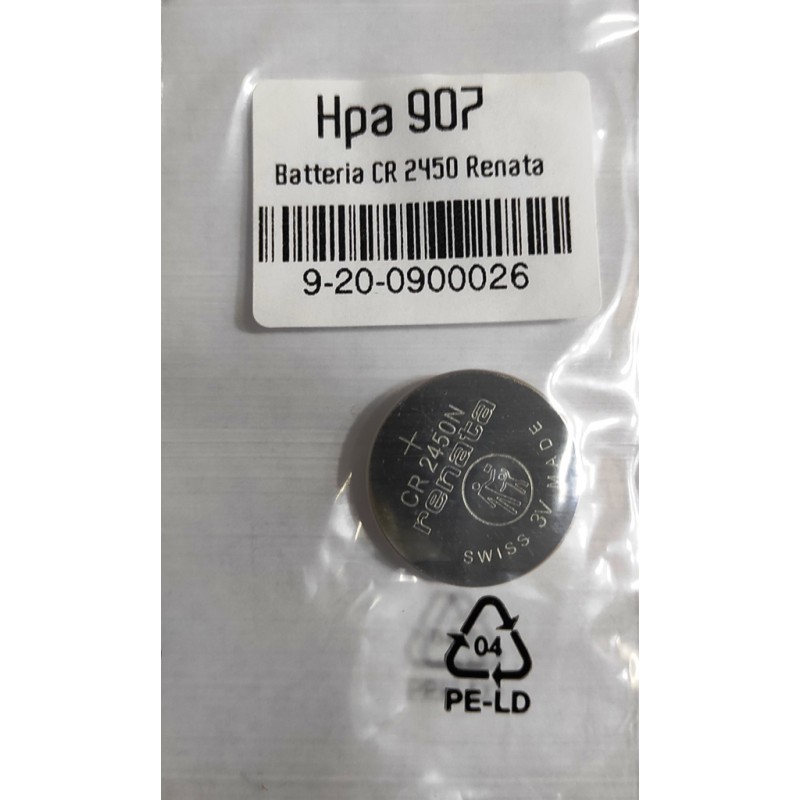 Hpa 907
Batteria CR 2450 Renata
9-20-0900026
+
CR 2450N
renata
SWISS 3V MADE
04
PE-LD